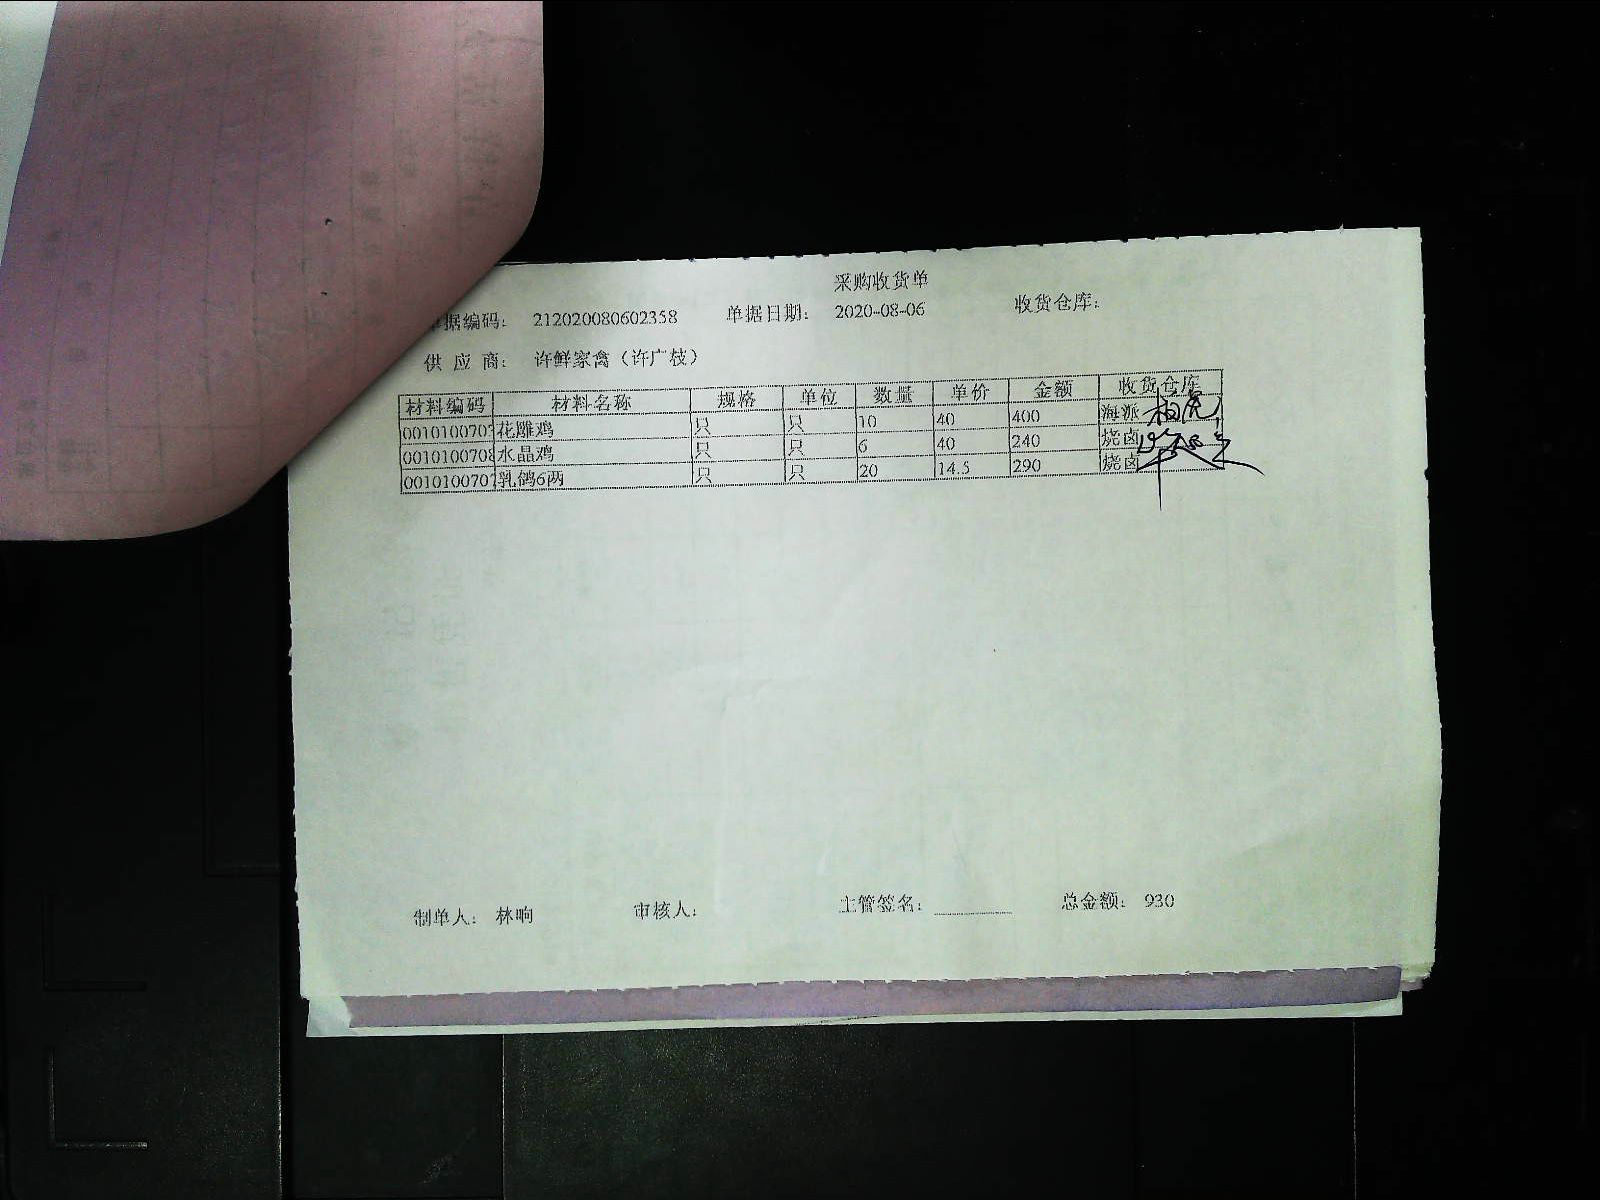 采购收货单
单据编码: 212020080602358 单据日期: 2020-08-06 收货仓库:
供应商: 许鲜家禽（许广枝）
材料编码 材料名称 规格 单位 数量 单价 金额 收货仓库
0010100707 花雕鸡 只 只 10 40 400 海派
0010100708 水晶鸡 只 只 6 40 240 烧卤
0010100707 乳鸽6两 只 只 20 14.5 290 烧卤
制单人: 林响 审核人: 主管签名: 总金额: 930